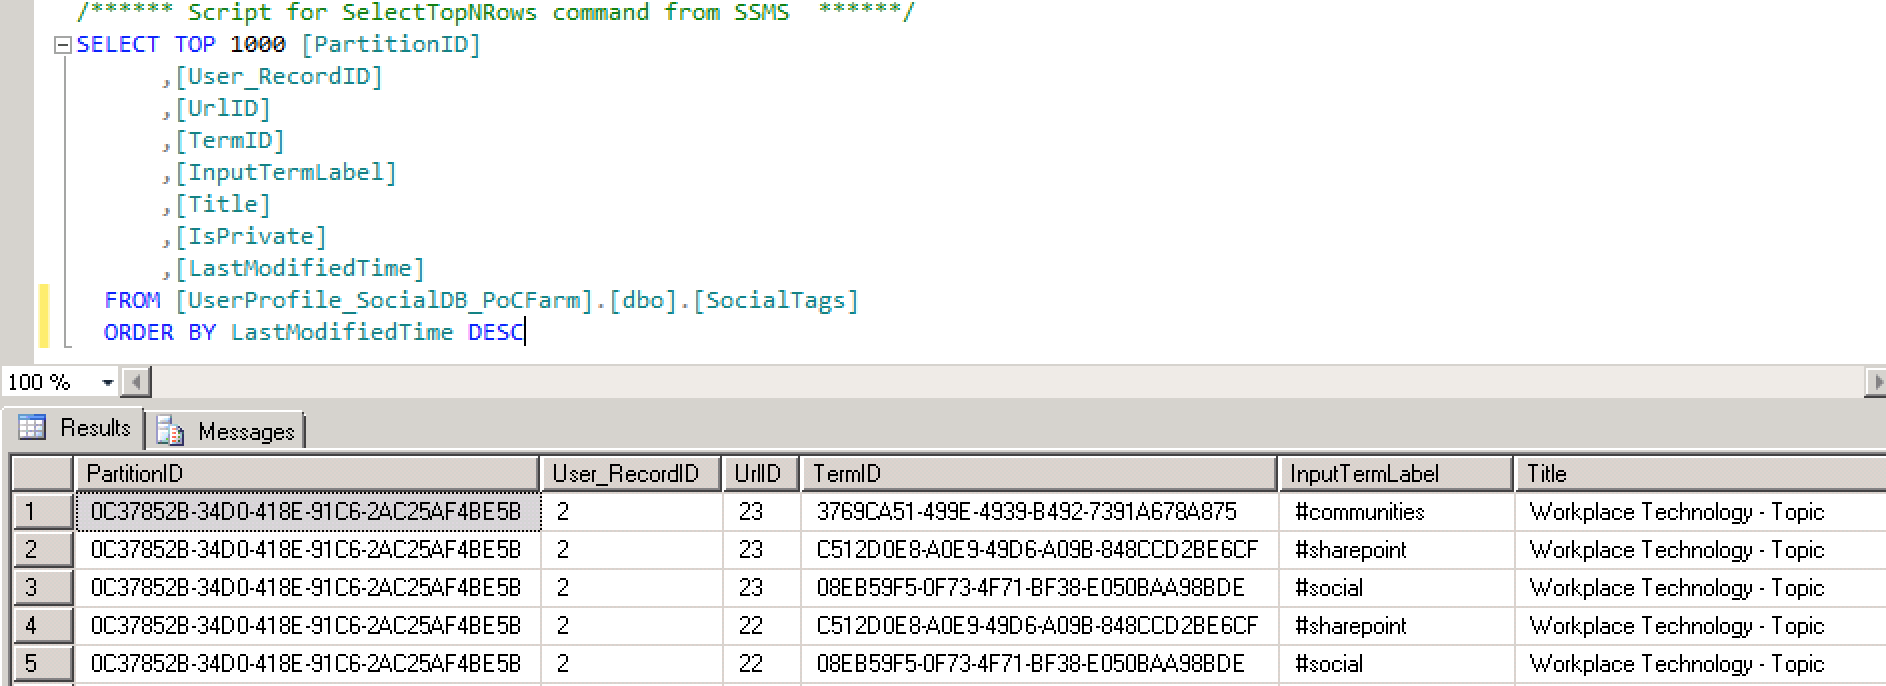 /****** Script for SelectTopNRows command from SSMS  ******/
SELECT TOP 1000 [PartitionID]
,[User_RecordID]
,[UrlID]
,[TermID]
,[InputTermLabel]
,[Title]
,[IsPrivate]
,[LastModifiedTime]
FROM [UserProfile_SocialDB_PoCFarm].[dbo].[SocialTags]
ORDER BY LastModifiedTime DESC
100 %
Results Messages
PartitionID User_RecordID UrlID TermID InputTermLabel Title
1 0C37852B-34D0-418E-91C6-2AC25AF4BE5B 2 23 3769CA51-499E-4939-B492-7391A678A875 #communities Workplace Technology - Topic
2 0C37852B-34D0-418E-91C6-2AC25AF4BE5B 2 23 C512D0E8-A0E9-49D6-A09B-848CCD2BE6CF #sharepoint Workplace Technology - Topic
3 0C37852B-34D0-418E-91C6-2AC25AF4BE5B 2 23 08EB59F5-0F73-4F71-BF38-E050BAA98BDE #social Workplace Technology - Topic
4 0C37852B-34D0-418E-91C6-2AC25AF4BE5B 2 22 C512D0E8-A0E9-49D6-A09B-848CCD2BE6CF #sharepoint Workplace Technology - Topic
5 0C37852B-34D0-418E-91C6-2AC25AF4BE5B 2 22 08EB59F5-0F73-4F71-BF38-E050BAA98BDE #social Workplace Technology - Topic